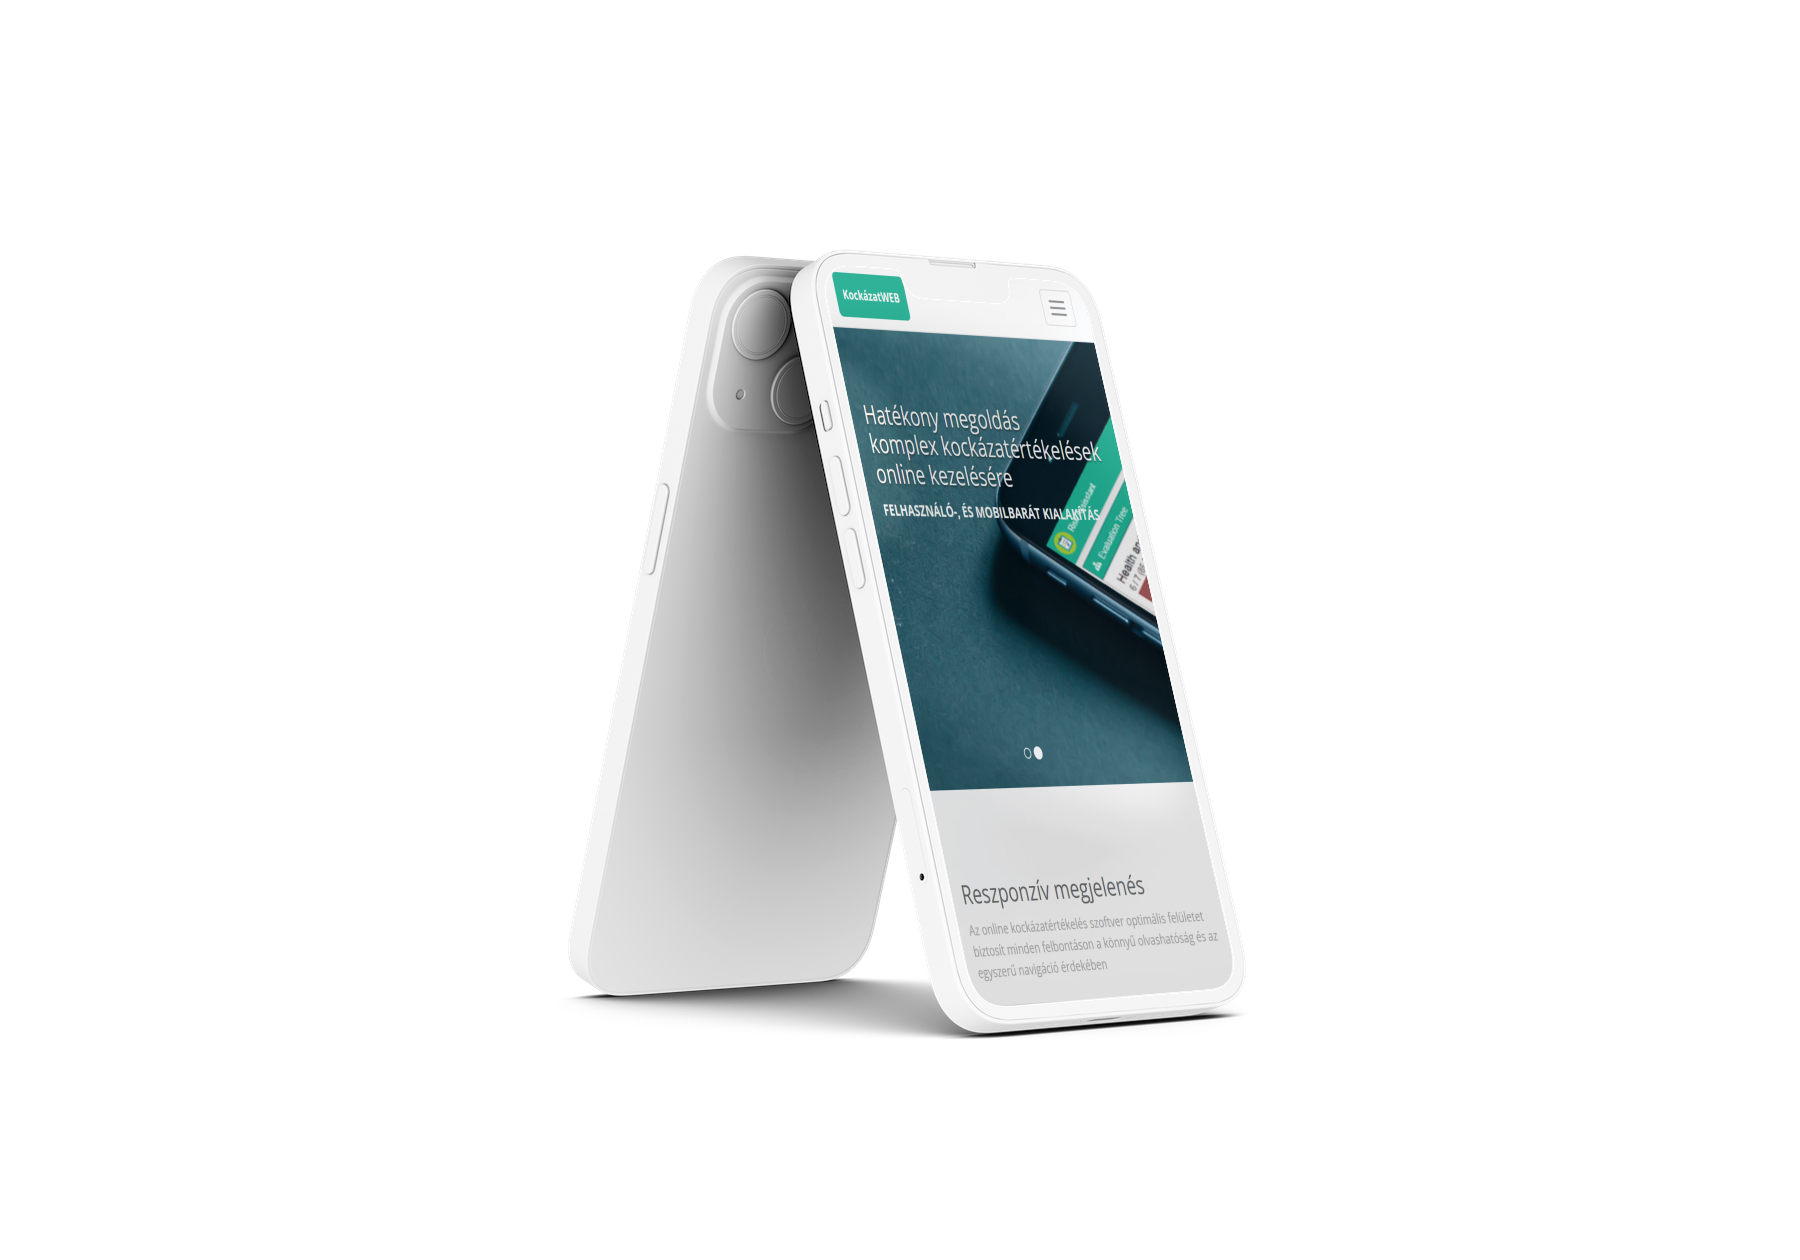 KockázatWEB
Hatékony megoldás
komplex kockázatértékelések
online kezelésére
FELHASZNÁLÓ-, ÉS MOBILBARÁT KIALAKÍTÁS
Evaluation Tree
Health
Reszponzív megjelenés
Az online kockázatértékelés szoftver optimális felületet
biztosít minden felbontáson a könnyű olvashatóság és az
egyszerű navigáció érdekében